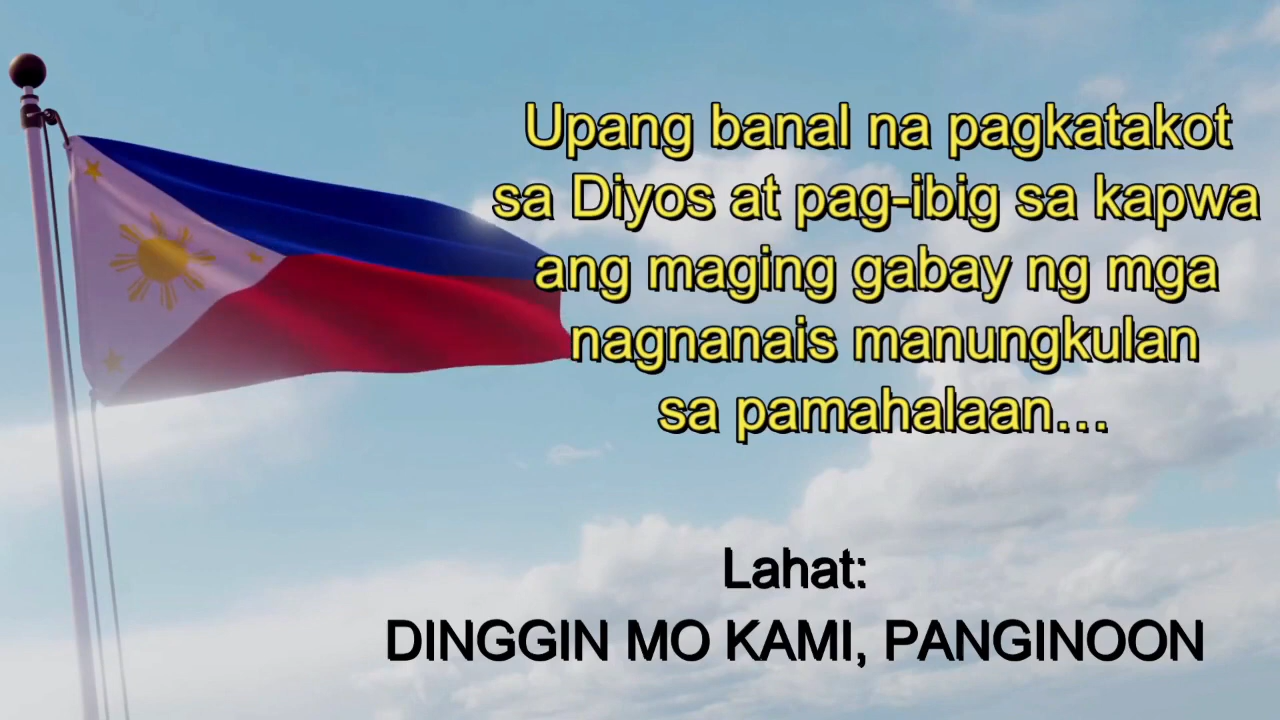 Upang banal na pagkatakot
sa Diyos at pag-ibig sa kapwa
ang maging gabay ng mga
nagnanais manungkulan
sa pamahalaan...
Lahat:
DINGGIN MO KAMI, PANGINOON